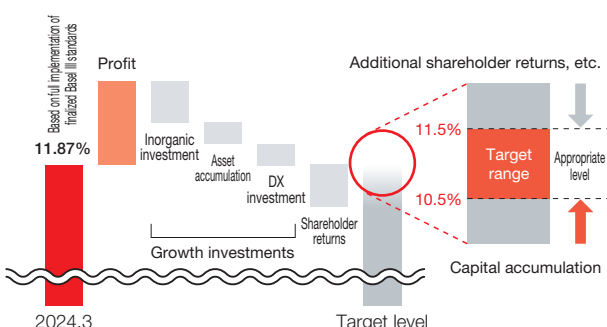 Based on full implementation of
finalized Basel III standards
11.87%
Profit
Inorganic
investment
Asset
accumulation
DX
investment
Shareholder
returns
Growth investments
2024.3
Target level
Additional shareholder returns, etc.
11.5%
Target
range
Appropriate
level
10.5%
Capital accumulation